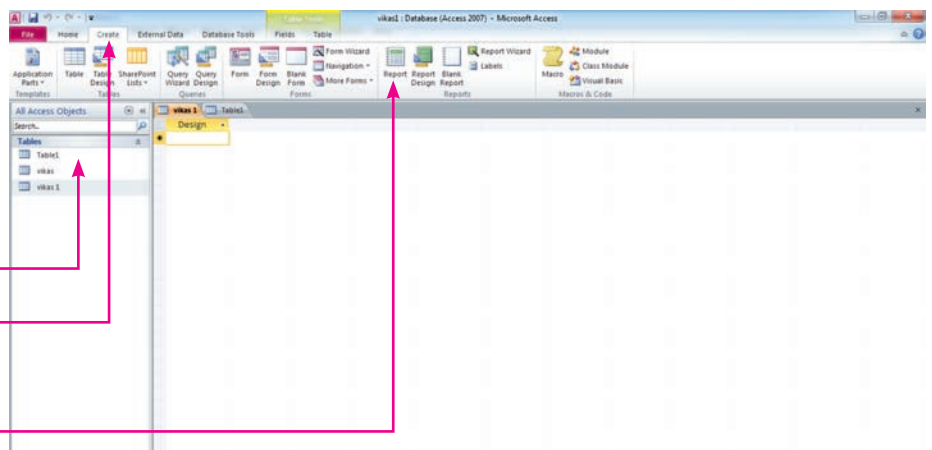 Table Tools
vikas1 : Database (Access 2007) - Microsoft Access
File Home Create External Data Database Tools Fields Table
Application Parts
Table
Table Design
SharePoint Lists
Query Wizard
Query Design
Form
Form Design
Blank Form
Form Wizard
Navigation
More Forms
Report
Report Design
Blank Report
Report Wizard
Labels
Macro
Module
Class Module
Visual Basic
Templates Tables Queries Forms Reports Macros & Code
All Access Objects
Search..
Tables
Table1
vikas
vikas 1
vikas 1 Table1
Design